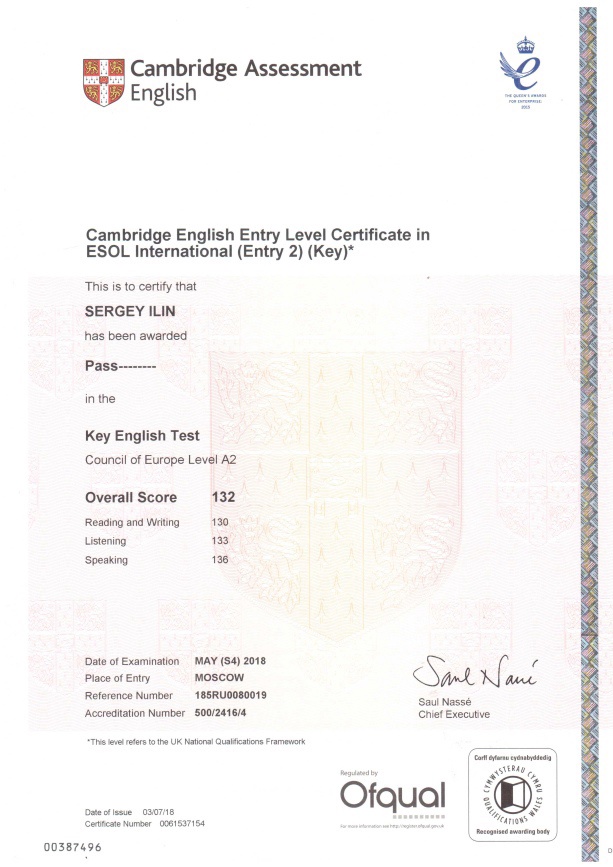 Cambridge Assessment
English
THE QUEEN'S AWARDS
FOR ENTERPRISE:
2015
Cambridge English Entry Level Certificate in
ESOL International (Entry 2) (Key)*
This is to certify that
SERGEY ILIN
has been awarded
Pass--------
in the
Key English Test
Council of Europe Level A2
Overall Score 132
Reading and Writing 130
Listening 133
Speaking 136
Date of Examination MAY (S4) 2018
Place of Entry MOSCOW
Reference Number 185RU0080019
Accreditation Number 500/2416/4
Saul Nassé
Saul Nassé
Chief Executive
*This level refers to the UK National Qualifications Framework
Regulated by
Ofqual
For more information see http://register.ofqual.gov.uk
Corff dyfarnu cydnabyddedig
CYMWYSTERAU CYMRU
QUALIFICATIONS WALES
Recognised awarding body
Date of Issue 03/07/18
Certificate Number 0061537154
00387496